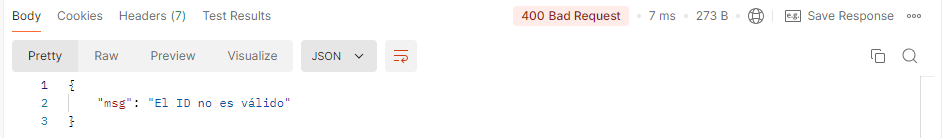 Body Cookies Headers (7) Test Results 400 Bad Request • 7 ms • 273 B e.g. Save Response
Pretty Raw Preview Visualize JSON
1 {
2 "msg": "El ID no es válido"
3 }